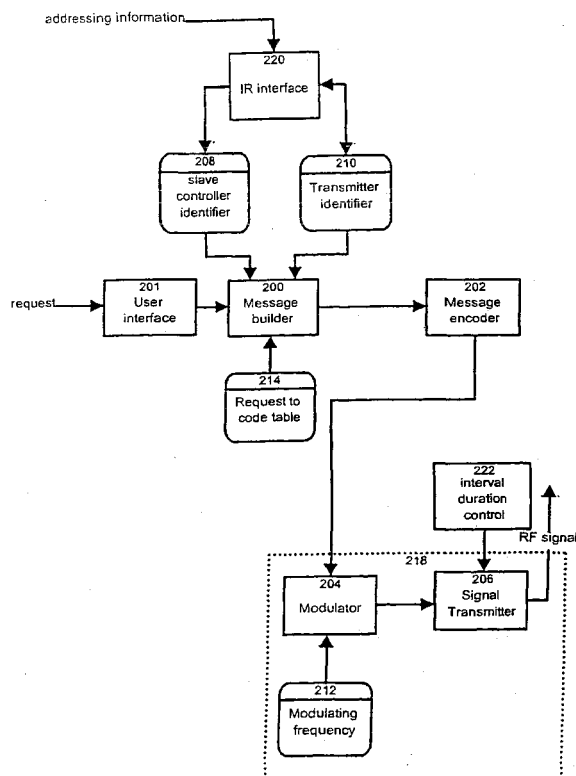 addressing information
220
IR interface
208
slave
controller
identifier
210
Transmitter
identifier
request
201
User
interface
200
Message
builder
202
Message
encoder
214
Request to
code table
222
interval
duration
control
RF signal
218
204
Modulator
206
Signal
Transmitter
212
Modulating
frequency